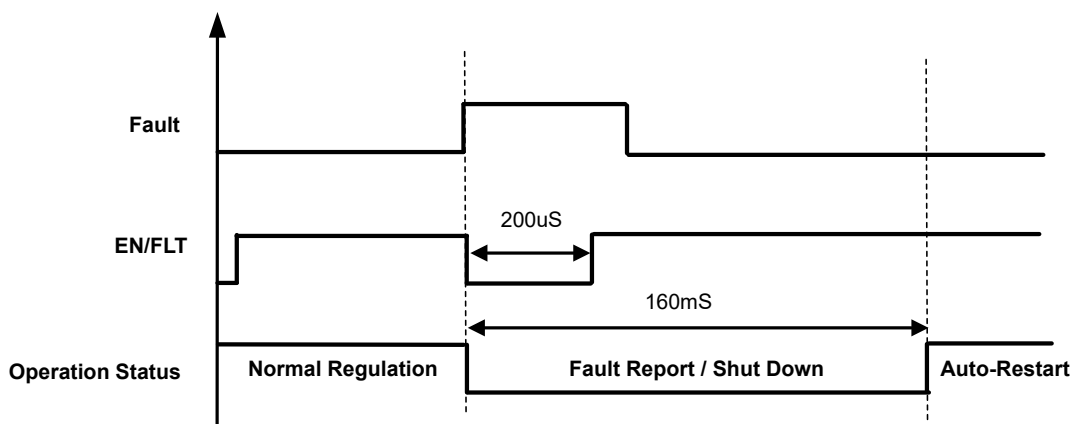 Fault
200uS
EN/FLT
160mS
Operation Status
Normal Regulation
Fault Report / Shut Down
Auto-Restart